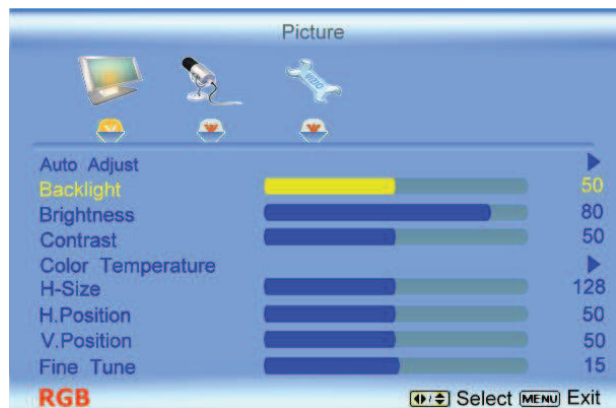 Picture
Auto Adjust
Backlight 50
Brightness 80
Contrast 50
Color Temperature
H-Size 128
H.Position 50
V.Position 50
Fine Tune 15
RGB Select MENU Exit